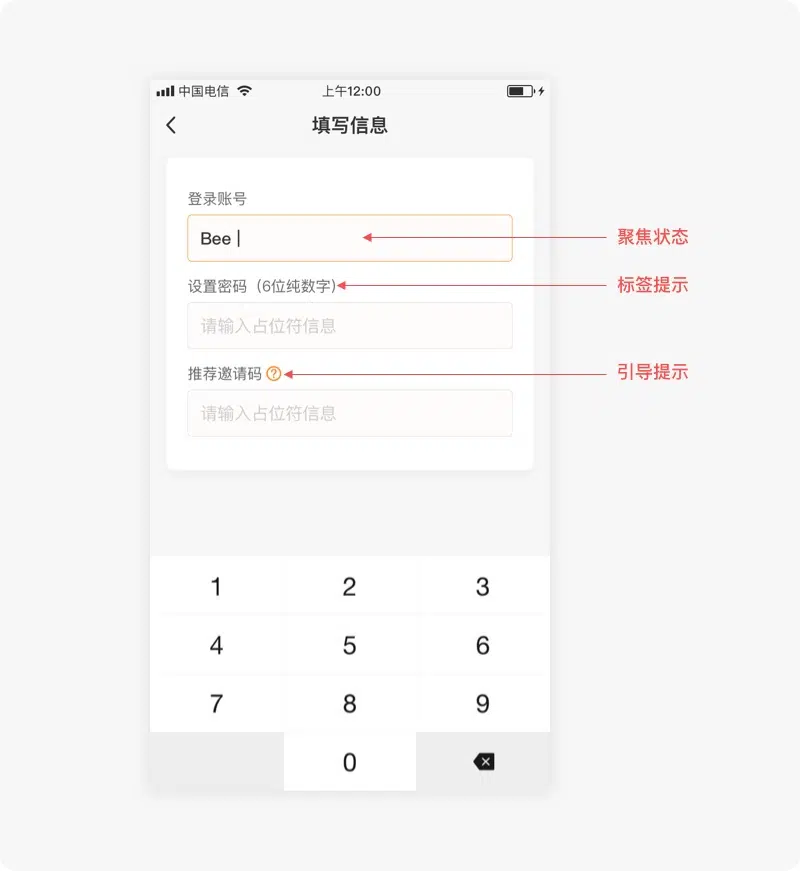 中国电信
上午12:00
填写信息
登录账号
Bee
聚焦状态
设置密码（6位纯数字）
标签提示
请输入占位符信息
推荐邀请码 ?
引导提示
请输入占位符信息
1 2 3
4 5 6
7 8 9
0